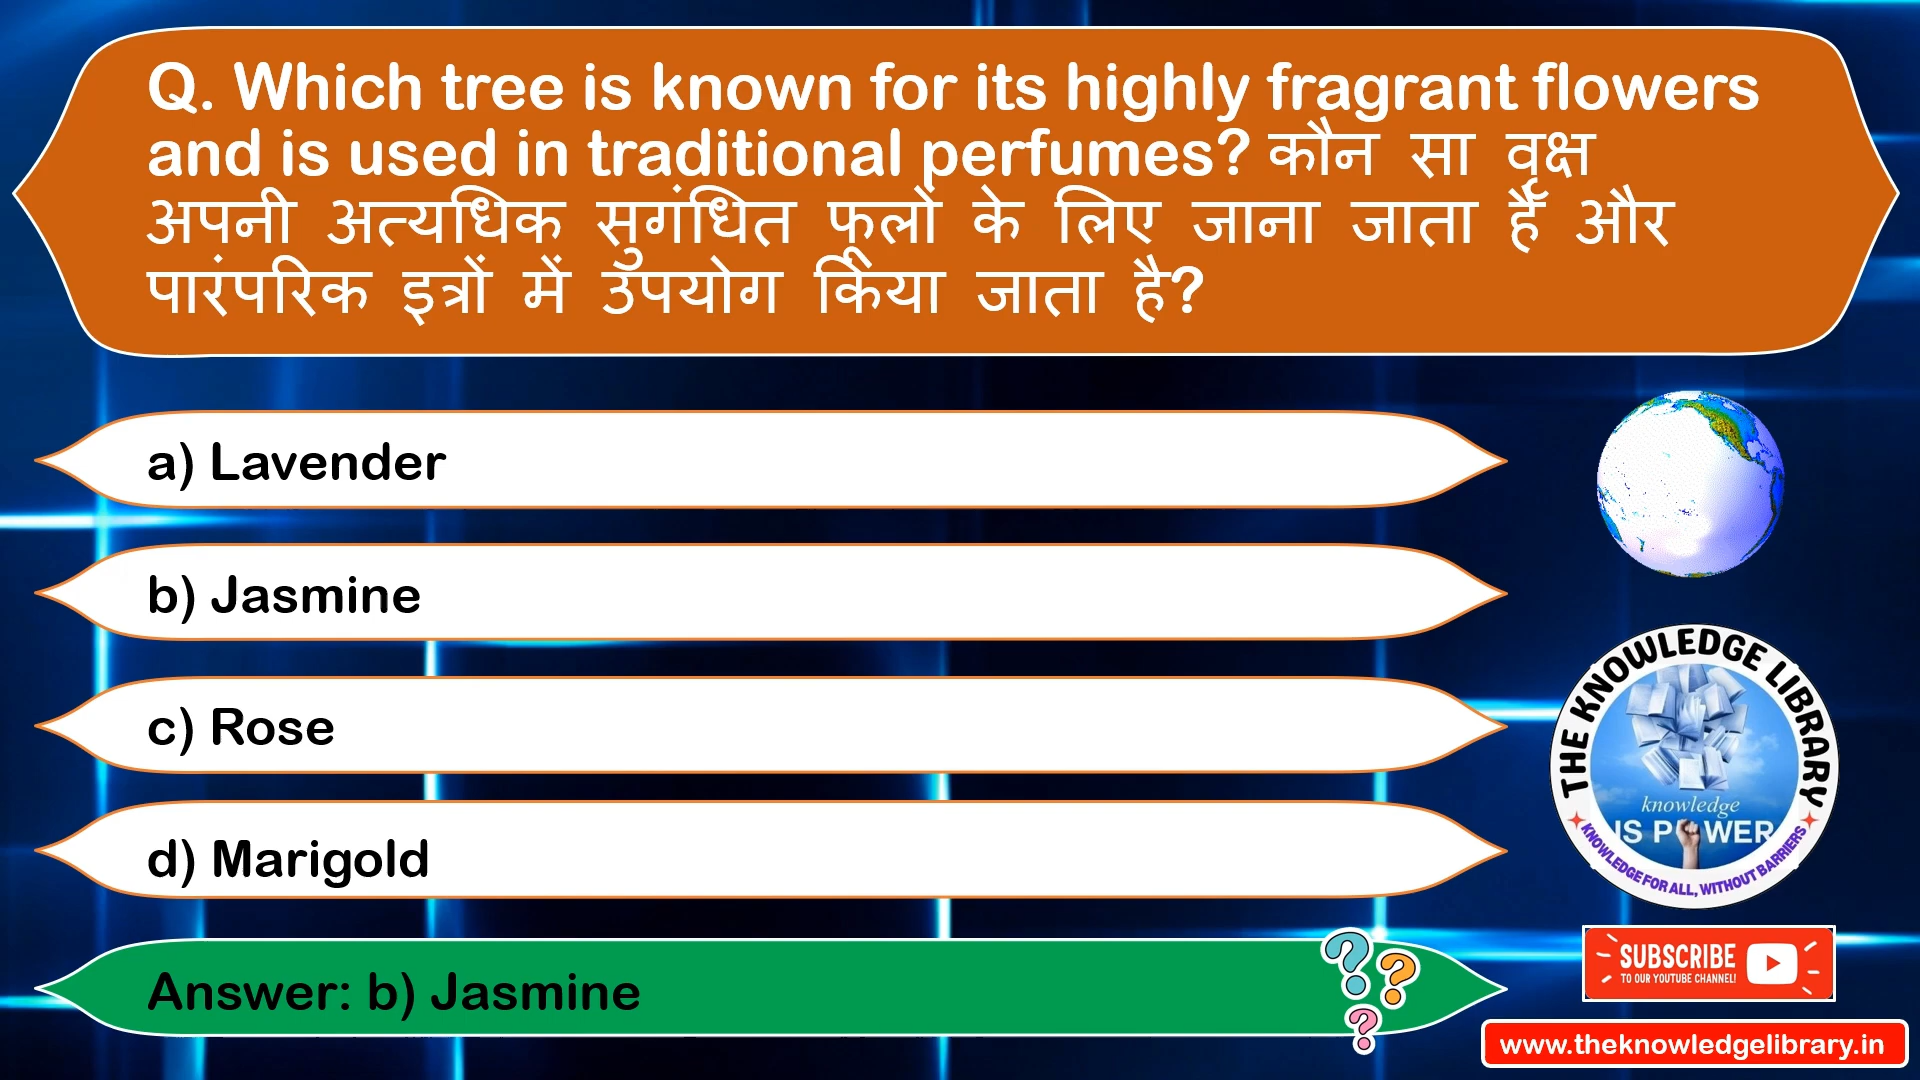 Q. Which tree is known for its highly fragrant flowers
and is used in traditional perfumes? कौन सा वृक्ष
अपनी अत्यधिक सुगंधित फूलों के लिए जाना जाता है और
पारंपरिक इत्रों में उपयोग किया जाता है?
a) Lavender
b) Jasmine
c) Rose
d) Marigold
Answer: b) Jasmine
THE KNOWLEDGE LIBRARY
knowledge
IS POWER
KNOWLEDGE FOR ALL, WITHOUT BARRIERS
SUBSCRIBE
TO OUR YOUTUBE CHANNEL!
www.theknowledgelibrary.in